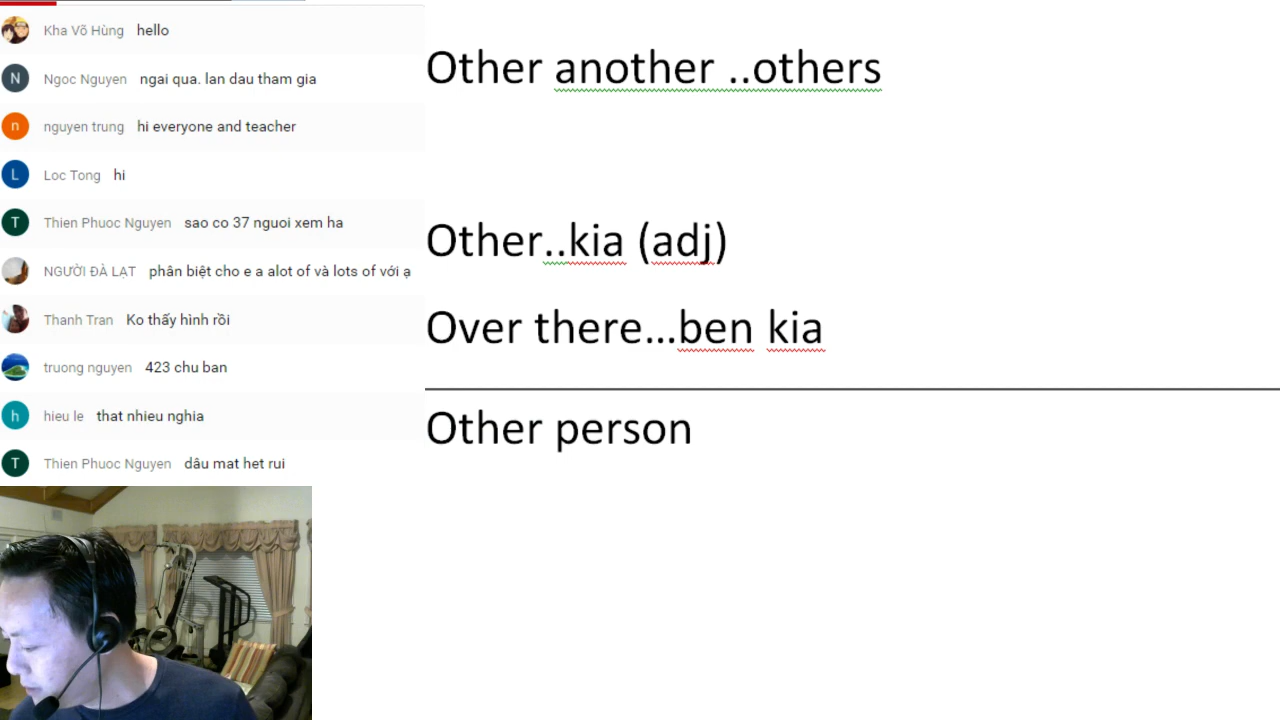 Kha Võ Hùng hello
Ngoc Nguyen ngai qua. lan dau tham gia
nguyen trung hi everyone and teacher
Loc Tong hi
Thien Phuoc Nguyen sao co 37 nguoi xem ha
NGƯỜI ĐÀ LẠT phân biệt cho e a alot of và lots of với ạ
Thanh Tran Ko thấy hình rồi
truong nguyen 423 chu ban
hieu le that nhieu nghia
Thien Phuoc Nguyen dâu mat het rui
Other another ..others
Other..kia (adj)
Over there...ben kia
Other person